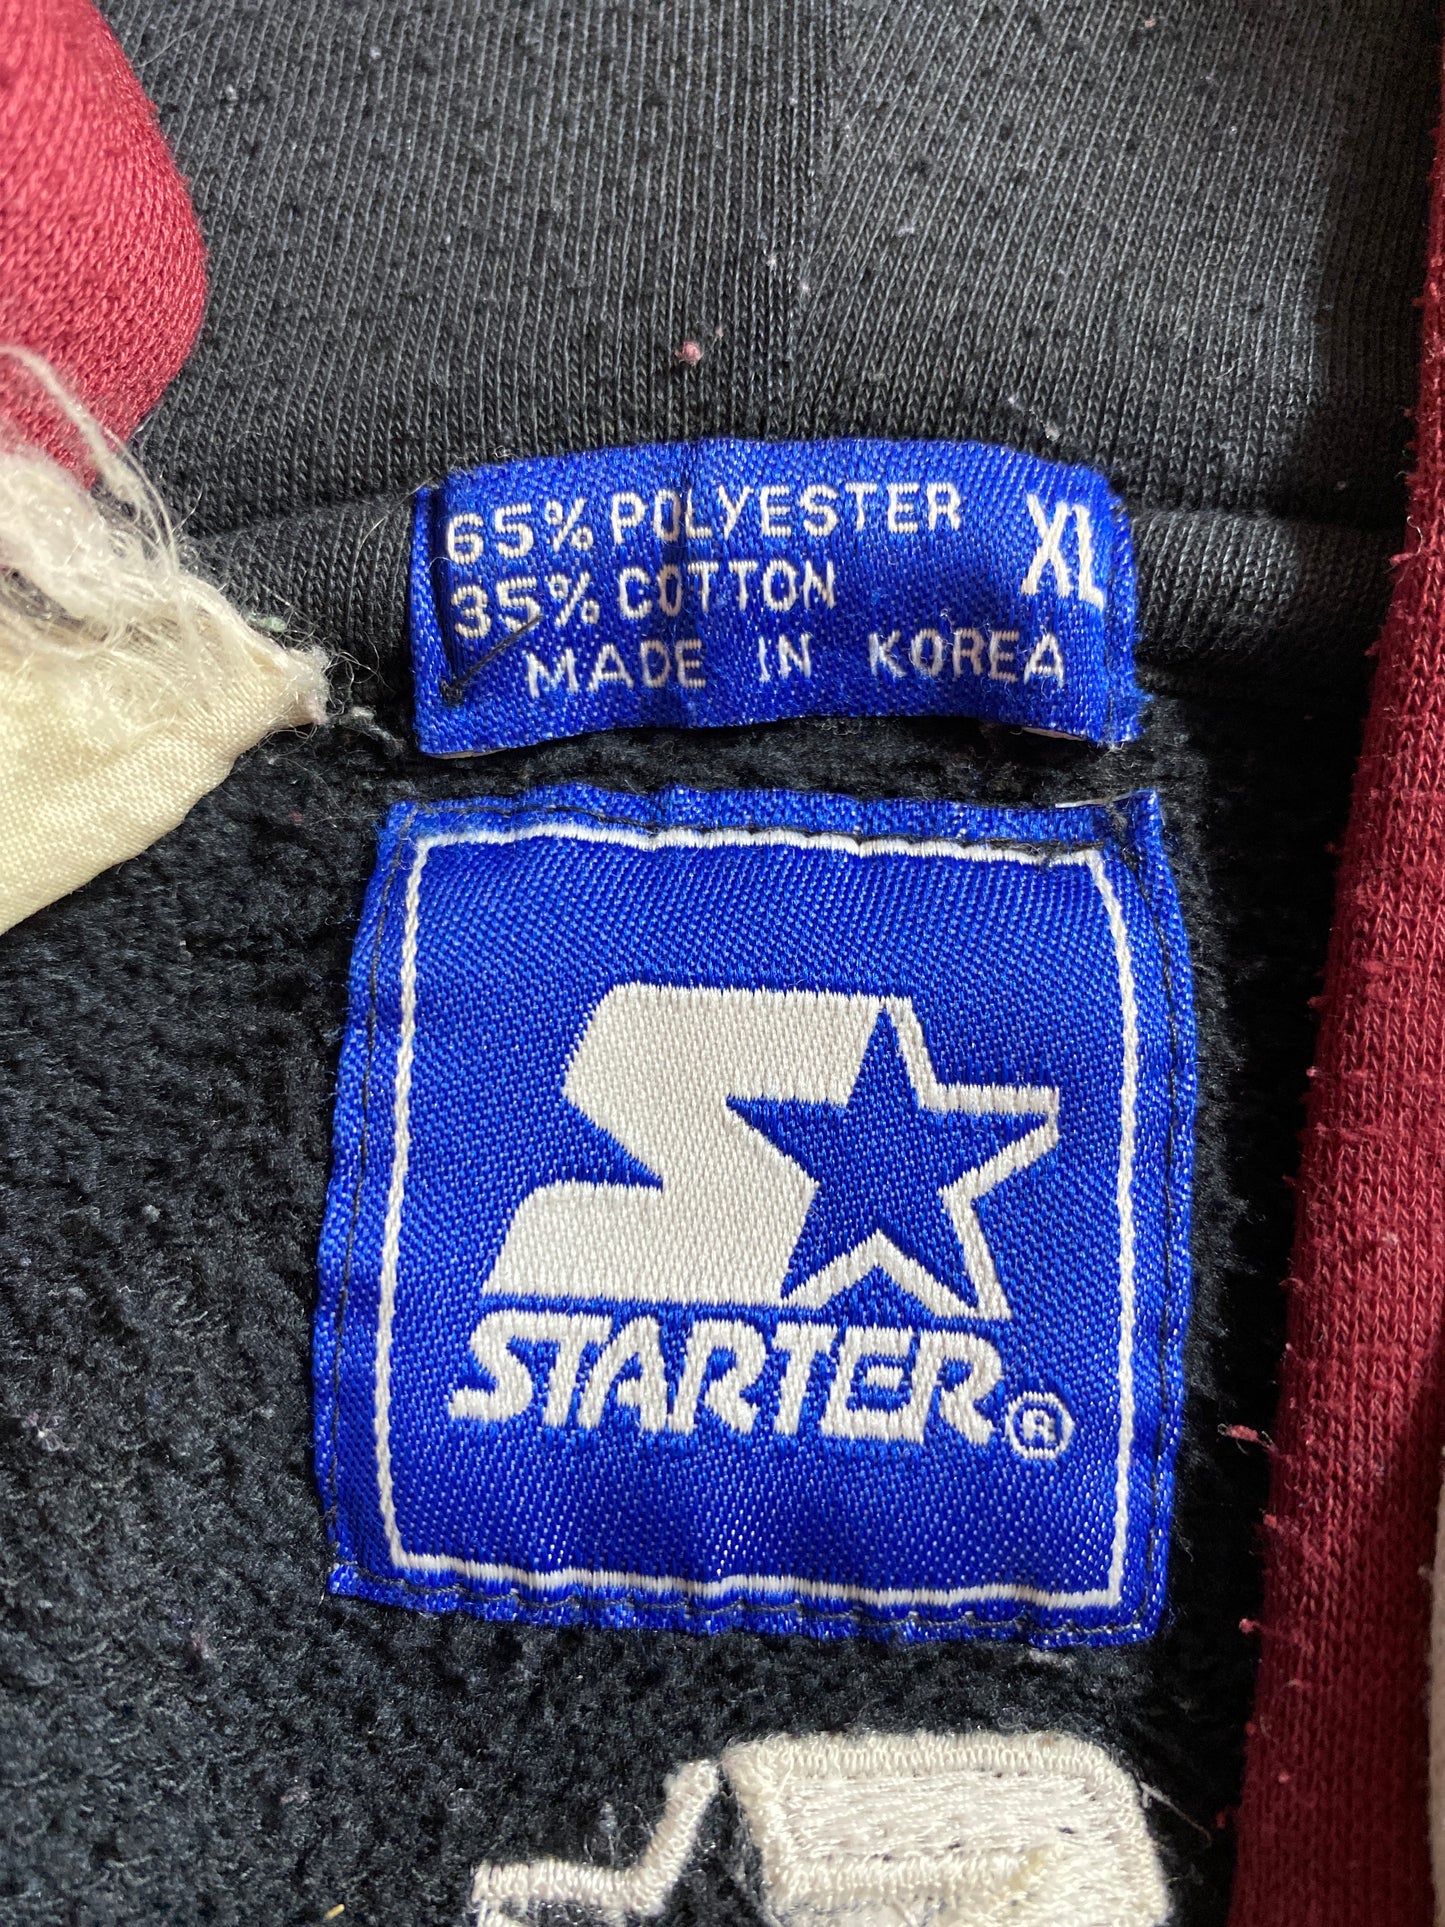 65% POLYESTER XL
35% COTTON
MADE IN KOREA
STARTER®